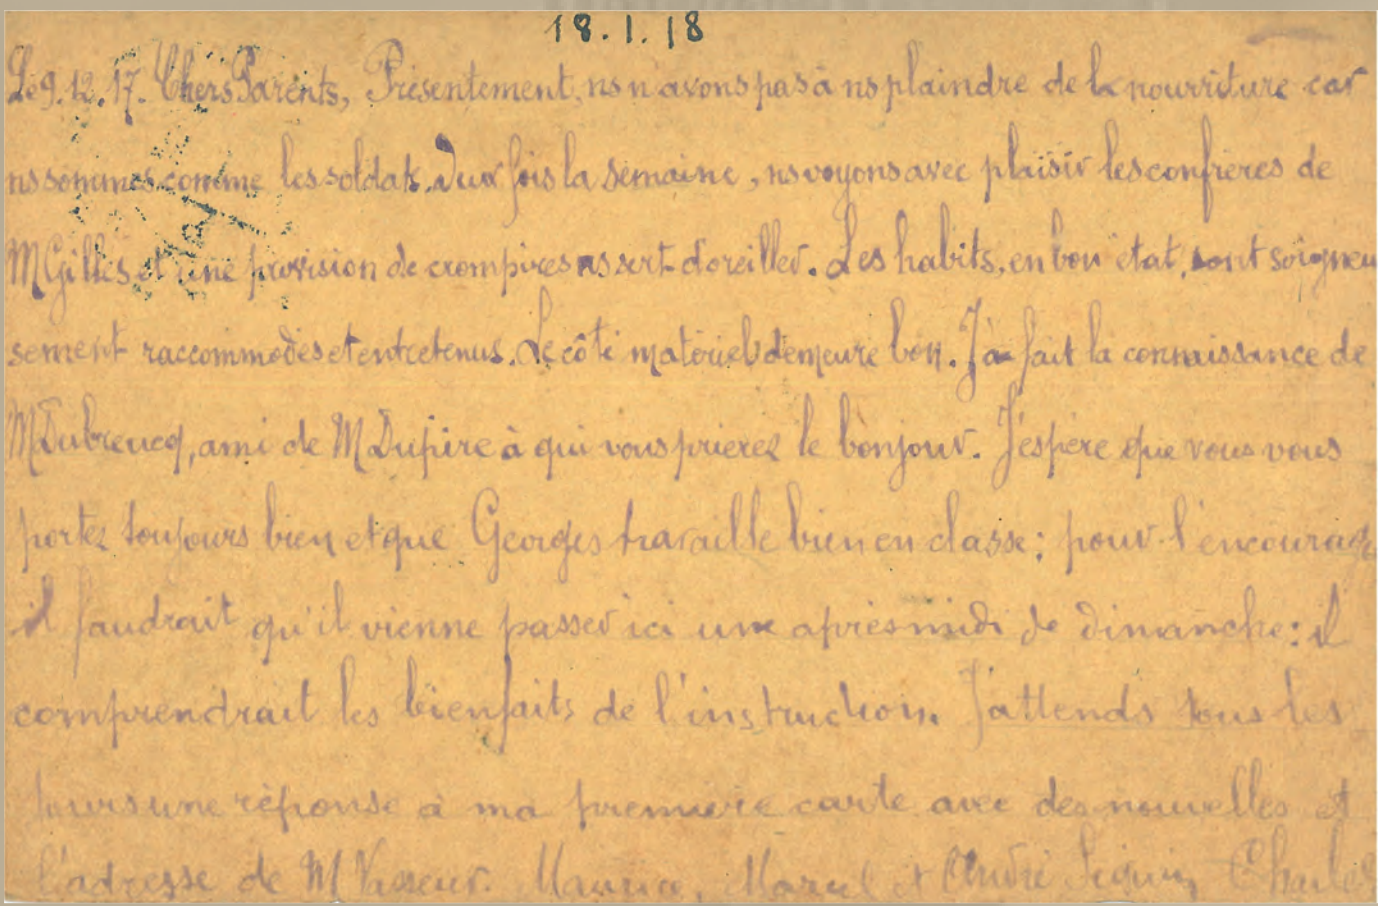 18.1.18
Le 9.12.17. Chers Parents, Présentement, ns n'avons pas à ns plaindre de la nourriture car
ns sommes comme les soldats. Deux fois la semaine, ns voyons avec plaisir les confrères de
M Gilles et une provision de crompires ns sert d'oreiller. Les habits, en bon état, sont soigneu
sement raccommodés et entretenus. Le côté matériel demeure bon. J'ai fait la connaissance de
M Dubreucq, ami de M Dupire à qui vous prierez le bonjour. J'espère que vous vous
portez toujours bien et que Georges travaille bien en classe: pour l'encourager
il faudrait qu'il vienne passer ici une après midi de dimanche: il
comprendrait les bienfaits de l'instruction. J'attends tous les
jours une réponse à ma première carte avec des nouvelles et
l'adresse de M Vasseur. Maurice, Marcel et André Charles